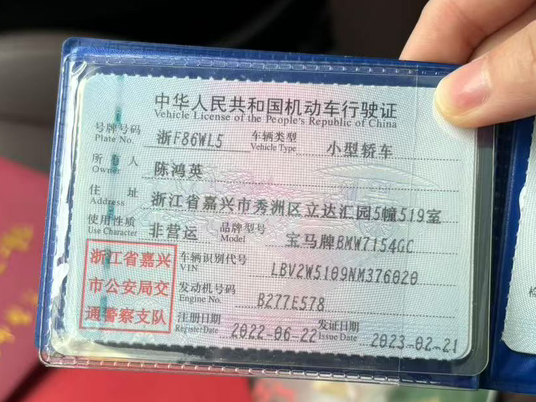 中华人民共和国机动车行驶证
Vehicle License of the People's Republic of China
号牌号码 Plate No. 浙F86WL5 车辆类型 Vehicle Type 小型轿车
所有人 Owner 陈鸿英
住址 Address 浙江省嘉兴市秀洲区立达汇园5幢519室
使用性质 Use Character 非营运 品牌型号 Model 宝马牌BMW7154GC
浙江省嘉兴
市公安局交
通警察支队
车辆识别代号 VIN LBV2W5109NM376020
发动机号码 Engine No. B277E578
注册日期 Register Date 2022-06-22 发证日期 Issue Date 2023-02-21